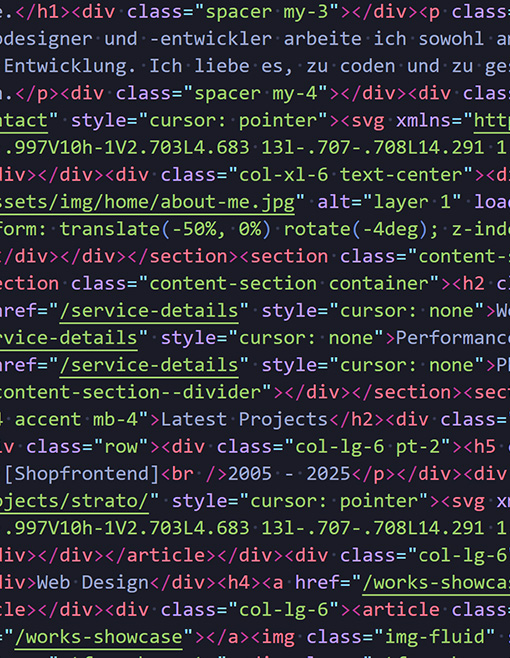 e.</h1><div class="spacer my-3"></div><p class
odesigner und -entwickler arbeite ich sowohl a
Entwicklung. Ich liebe es, zu coden und zu ge
.</p><div class="spacer my-4"></div><div clas
ntact" style="cursor: pointer"><svg xmlns="htt
.997V10h-1V2.703L4.683 13l-.707-.708L14.291 1
div></div><div class="col-xl-6 text-center"><d
ssets/img/home/about-me.jpg" alt="layer 1" loa
form: translate(-50%, 0%) rotate(-4deg); z-ind
/div></div></section><section class="content-s
ection class="content-section container"><h2 c
href="/service-details" style="cursor: none">W
rvice-details" style="cursor: none">Performanc
href="/service-details" style="cursor: none">P
content-section--divider"></div></section><sec
4 accent mb-4">Latest Projects</h2><div class=
v class="row"><div class="col-lg-6 pt-2"><h5
[Shopfrontend]<br />2005 - 2025</p></div><div
ojects/strato/" style="cursor: pointer"><svg x
.997V10h-1V2.703L4.683 13l-.707-.708L14.291 1
div></div></article></div><div class="col-lg-6
div>Web Design</div><h4><a href="/works-showca
cle></div><div class="col-lg-6"><article class
="/works-showcase"></a><img class="img-fluid" s